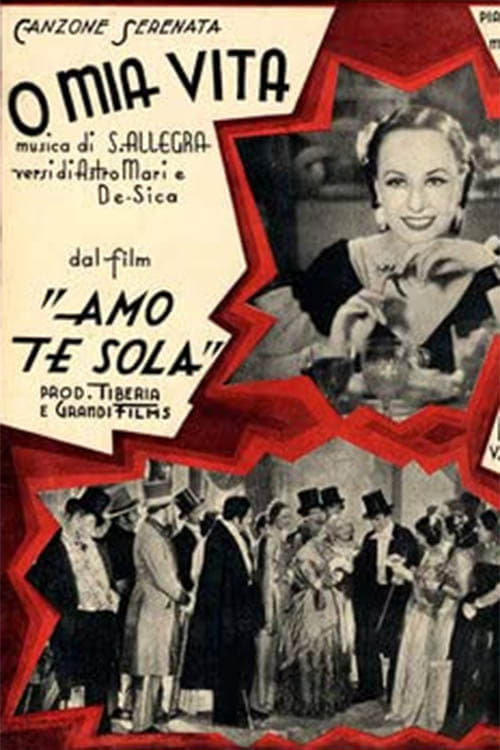 CANZONE SERENATA
O MIA VITA
musica di S. ALLEGRA
versi di Astro Mari e
De-Sica
dal film
"AMO
TE SOLA"
PROD. TIBERIA
E GRANDI FILMS
PIA